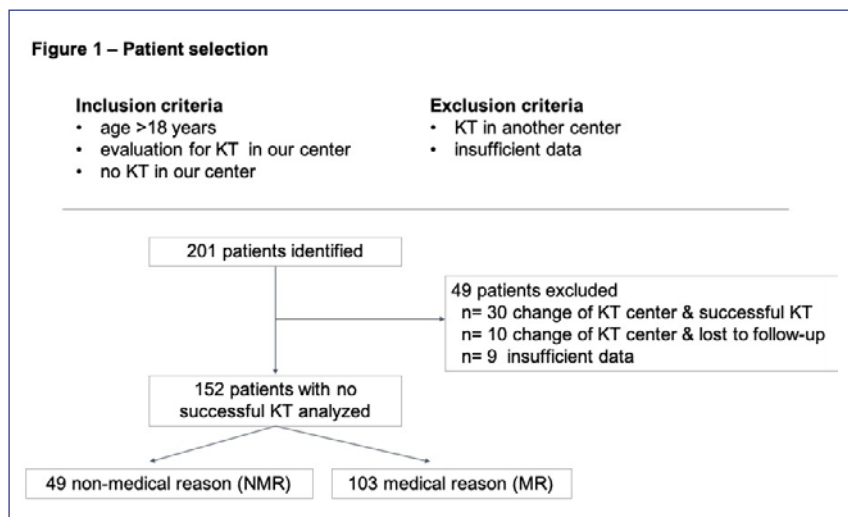 Figure 1 – Patient selection
Inclusion criteria
• age >18 years
• evaluation for KT in our center
• no KT in our center
Exclusion criteria
• KT in another center
• insufficient data
201 patients identified
49 patients excluded
n= 30 change of KT center & successful KT
n= 10 change of KT center & lost to follow-up
n= 9 insufficient data
152 patients with no
successful KT analyzed
49 non-medical reason (NMR)
103 medical reason (MR)